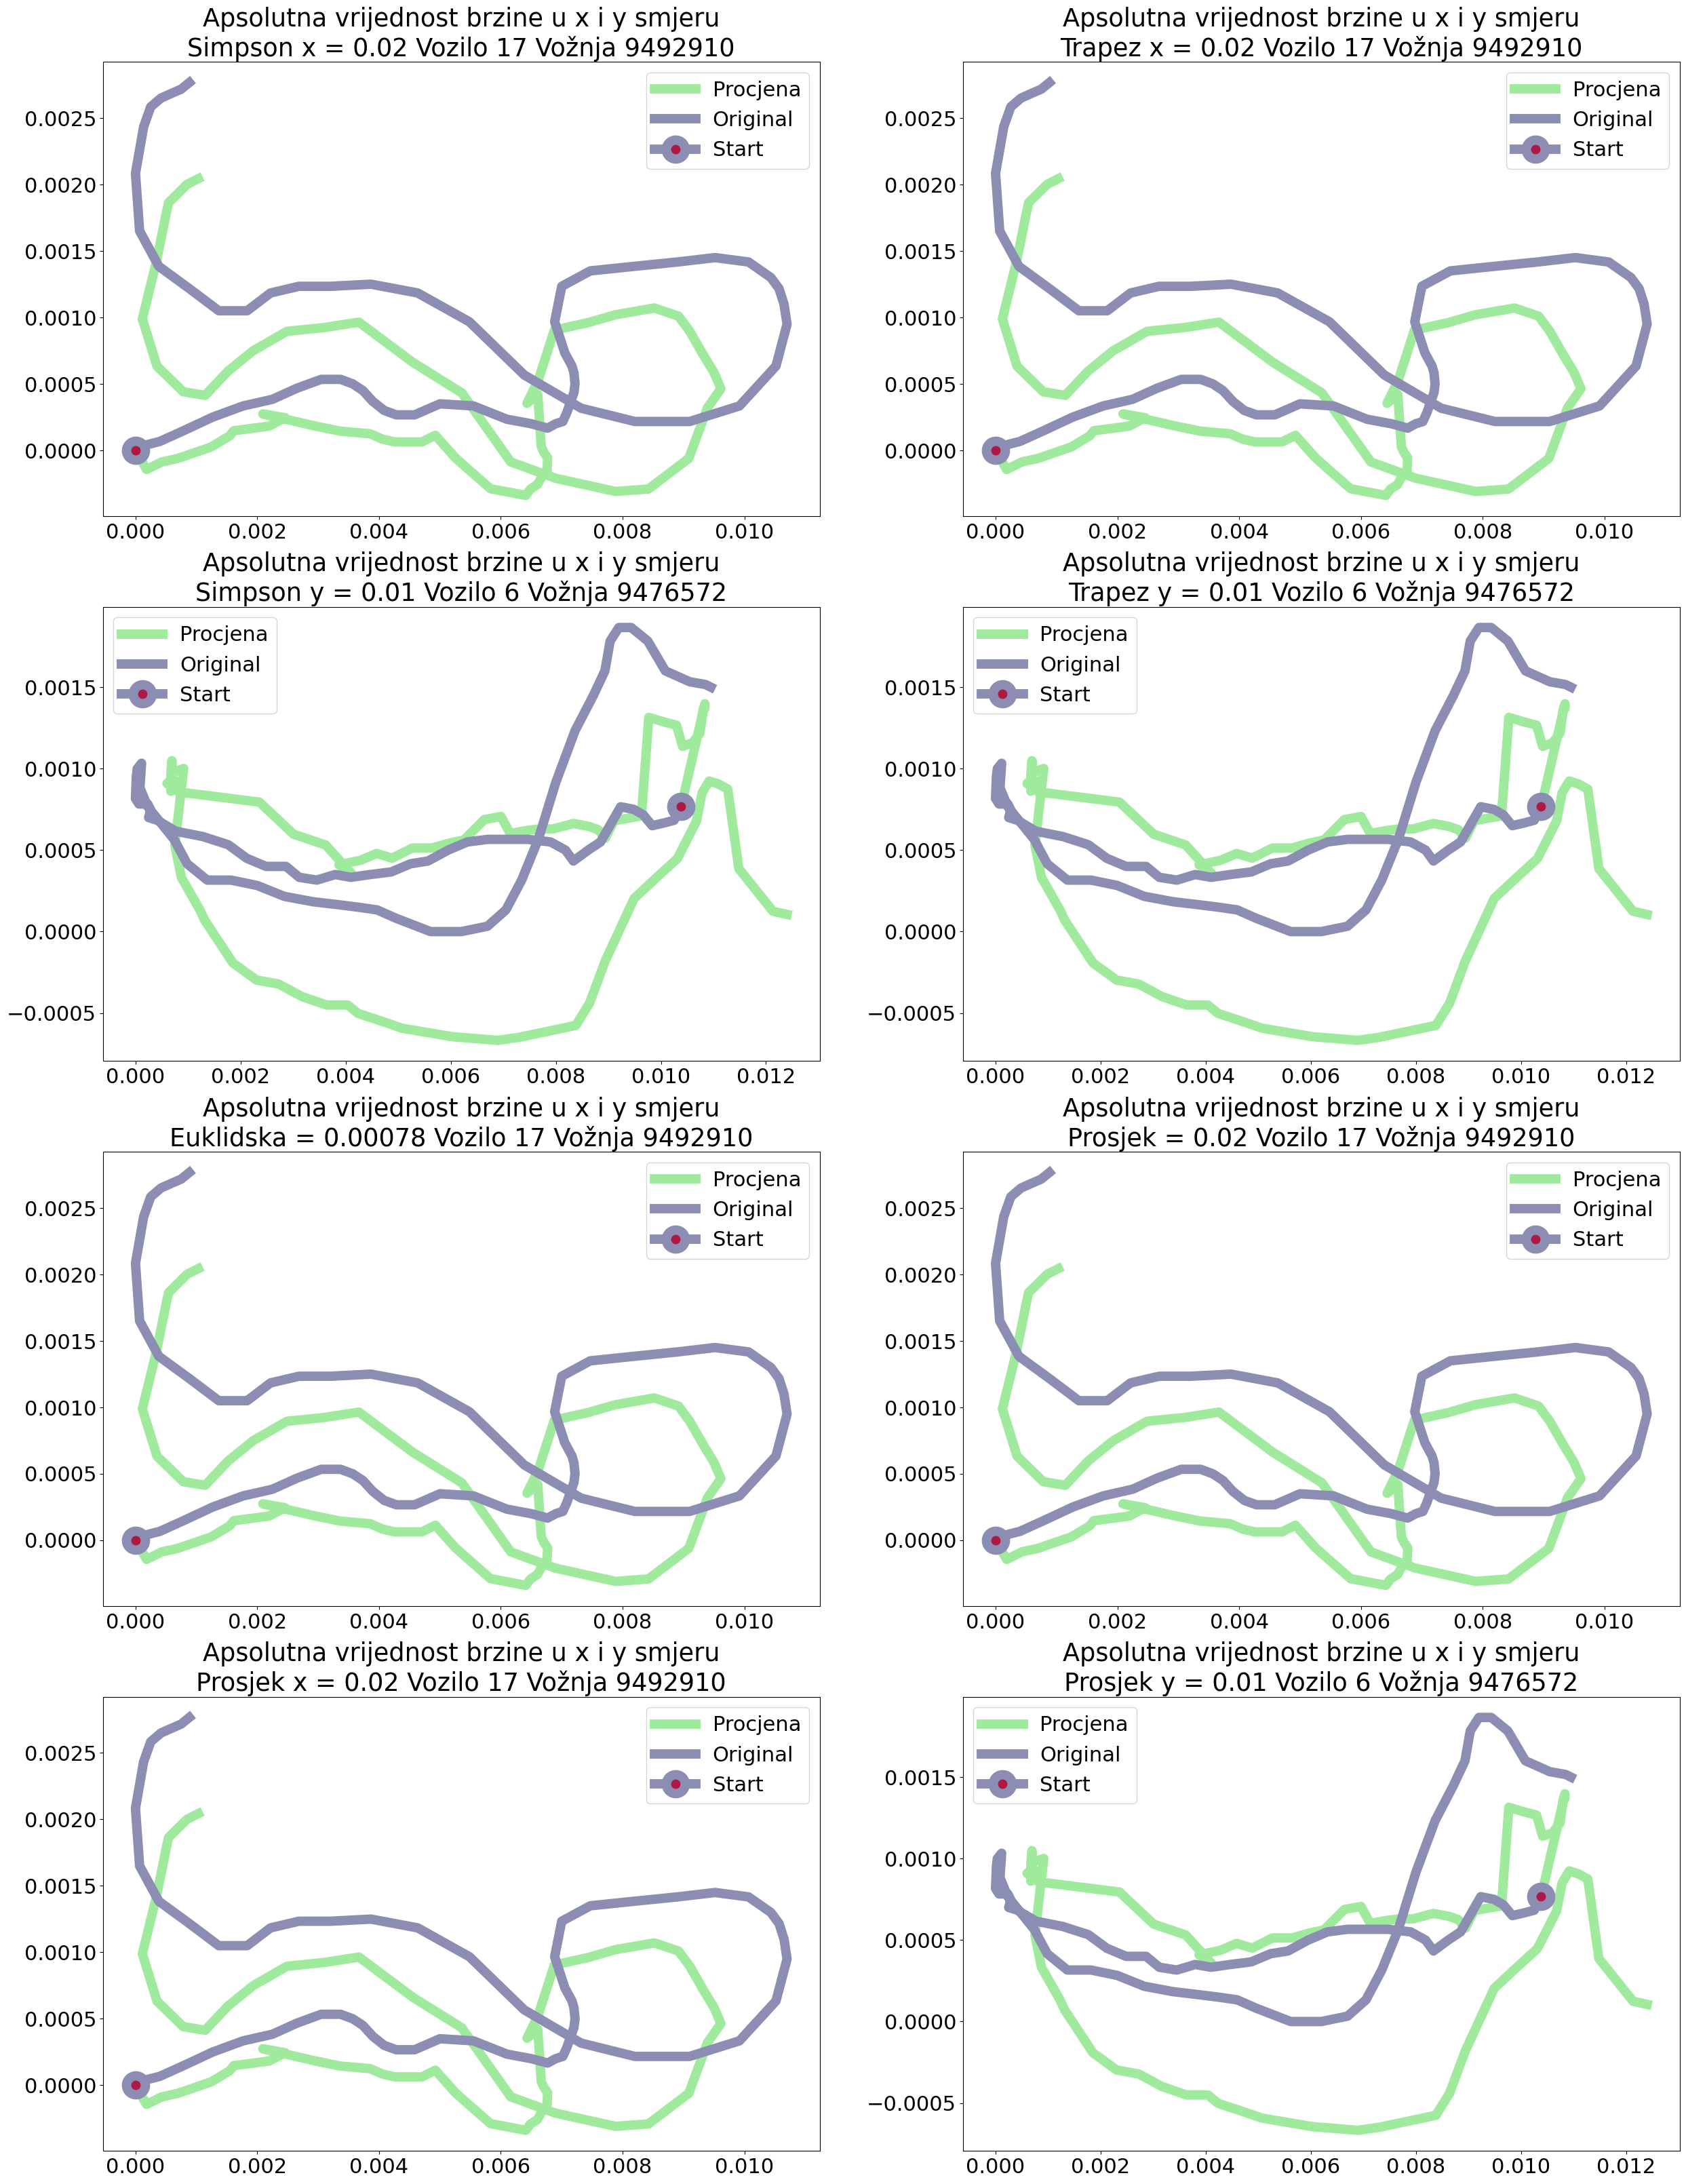 Apsolutna vrijednost brzine u x i y smjeru
Simpson x = 0.02 Vozilo 17 Vožnja 9492910
Procjena
Original
Start
0.0025
0.0020
0.0015
0.0010
0.0005
0.0000
0.000 0.002 0.004 0.006 0.008 0.010
Apsolutna vrijednost brzine u x i y smjeru
Trapez x = 0.02 Vozilo 17 Vožnja 9492910
Procjena
Original
Start
0.0025
0.0020
0.0015
0.0010
0.0005
0.0000
0.000 0.002 0.004 0.006 0.008 0.010
Apsolutna vrijednost brzine u x i y smjeru
Simpson y = 0.01 Vozilo 6 Vožnja 9476572
Procjena
Original
Start
0.0015
0.0010
0.0005
0.0000
−0.0005
0.000 0.002 0.004 0.006 0.008 0.010 0.012
Apsolutna vrijednost brzine u x i y smjeru
Trapez y = 0.01 Vozilo 6 Vožnja 9476572
Procjena
Original
Start
0.0015
0.0010
0.0005
0.0000
−0.0005
0.000 0.002 0.004 0.006 0.008 0.010 0.012
Apsolutna vrijednost brzine u x i y smjeru
Euklidska = 0.00078 Vozilo 17 Vožnja 9492910
Procjena
Original
Start
0.0025
0.0020
0.0015
0.0010
0.0005
0.0000
0.000 0.002 0.004 0.006 0.008 0.010
Apsolutna vrijednost brzine u x i y smjeru
Prosjek = 0.02 Vozilo 17 Vožnja 9492910
Procjena
Original
Start
0.0025
0.0020
0.0015
0.0010
0.0005
0.0000
0.000 0.002 0.004 0.006 0.008 0.010
Apsolutna vrijednost brzine u x i y smjeru
Prosjek x = 0.02 Vozilo 17 Vožnja 9492910
Procjena
Original
Start
0.0025
0.0020
0.0015
0.0010
0.0005
0.0000
0.000 0.002 0.004 0.006 0.008 0.010
Apsolutna vrijednost brzine u x i y smjeru
Prosjek y = 0.01 Vozilo 6 Vožnja 9476572
Procjena
Original
Start
0.0015
0.0010
0.0005
0.0000
−0.0005
0.000 0.002 0.004 0.006 0.008 0.010 0.012